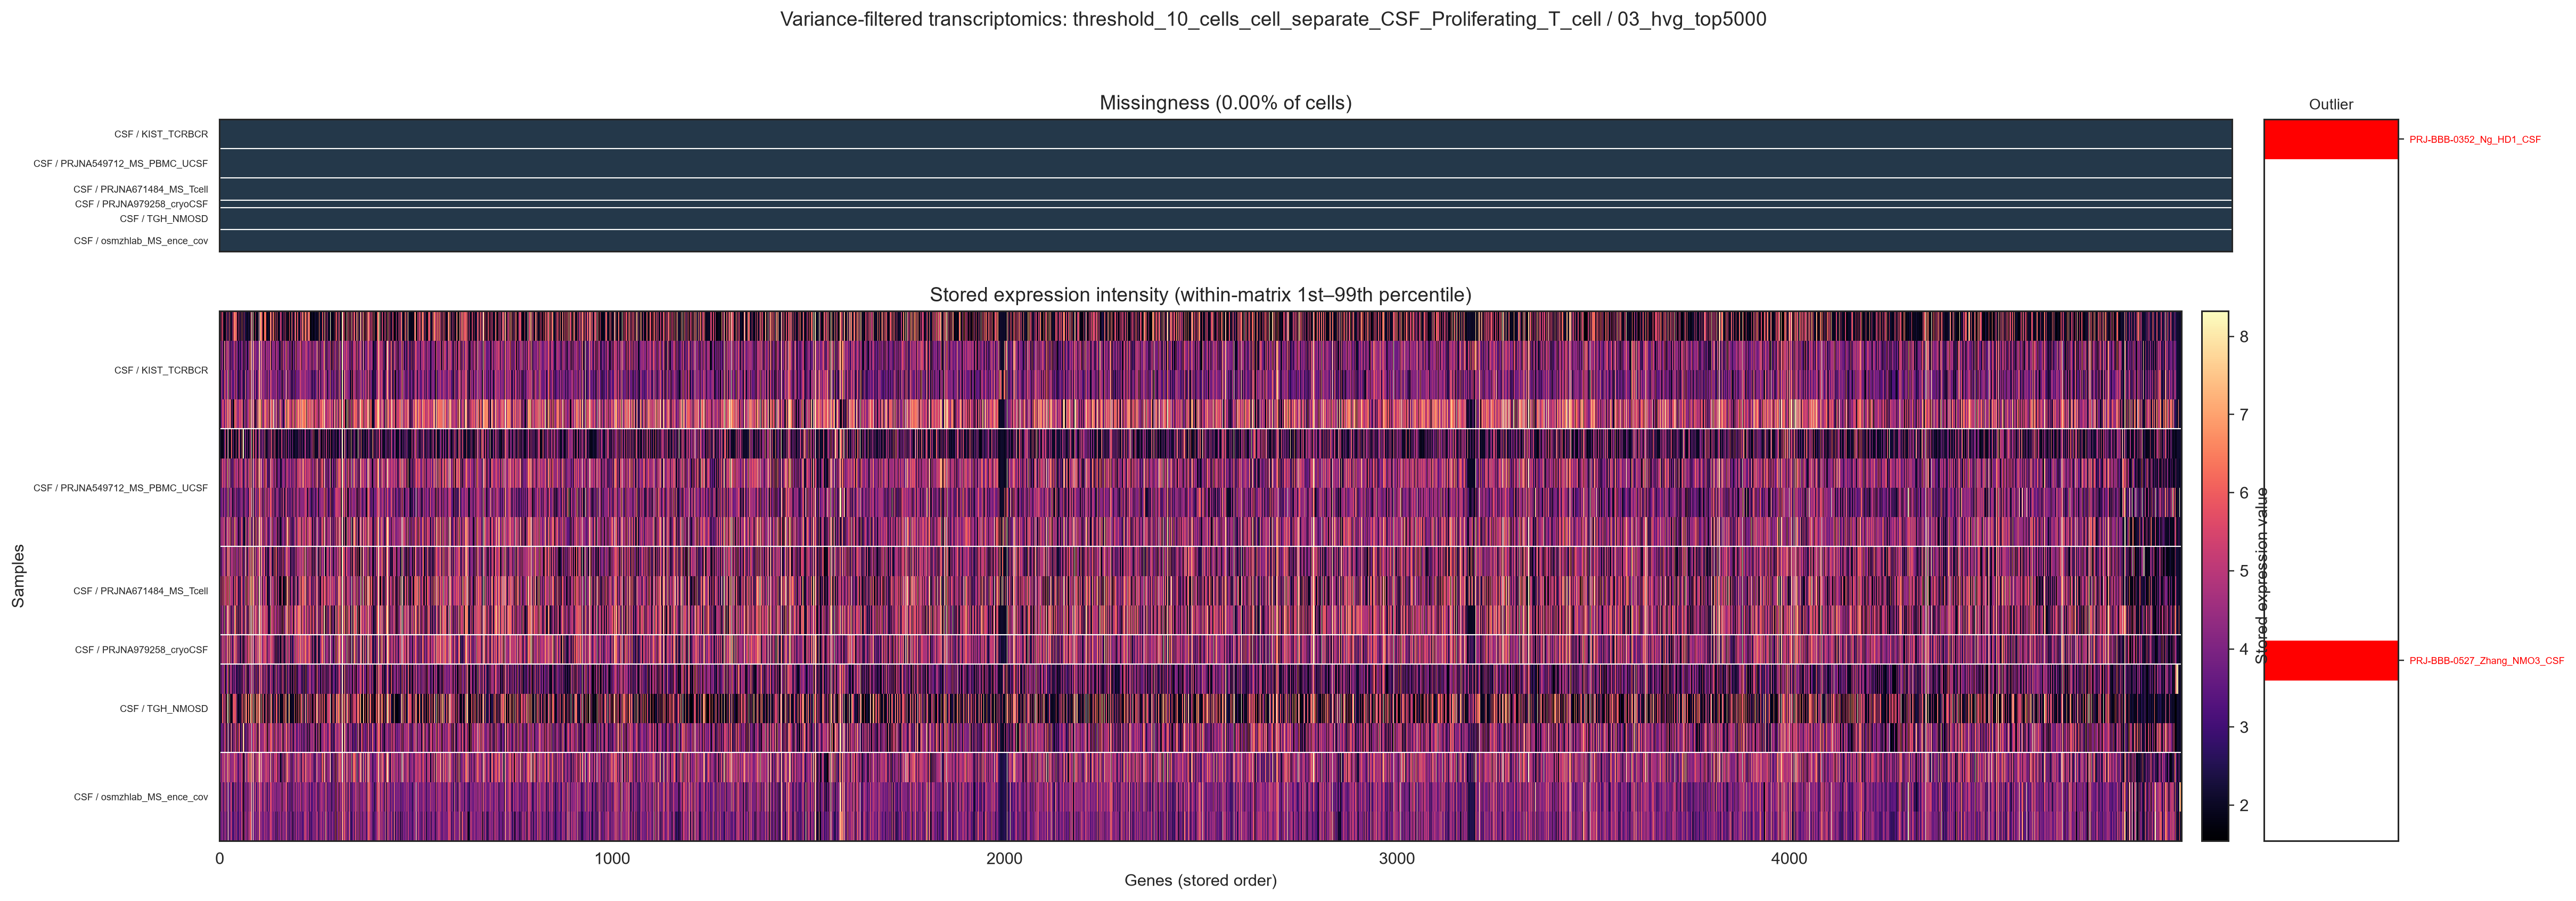 Variance-filtered transcriptomics: threshold_10_cells_cell_separate_CSF_Proliferating_T_cell / 03_hvg_top5000
Missingness (0.00% of cells)
CSF / KIST_TCRBCR
CSF / PRJNA549712_MS_PBMC_UCSF
CSF / PRJNA671484_MS_Tcell
CSF / PRJNA979258_cryoCSF
CSF / TGH_NMOSD
CSF / osmzhlab_MS_ence_cov
Outlier
PRJ-BBB-0352_Ng_HD1_CSF
PRJ-BBB-0527_Zhang_NMO3_CSF
Stored expression intensity (within-matrix 1st–99th percentile)
Samples
CSF / KIST_TCRBCR
CSF / PRJNA549712_MS_PBMC_UCSF
CSF / PRJNA671484_MS_Tcell
CSF / PRJNA979258_cryoCSF
CSF / TGH_NMOSD
CSF / osmzhlab_MS_ence_cov
0 1000 2000 3000 4000
Genes (stored order)
8
7
6
5
4
3
2
Stored expression value